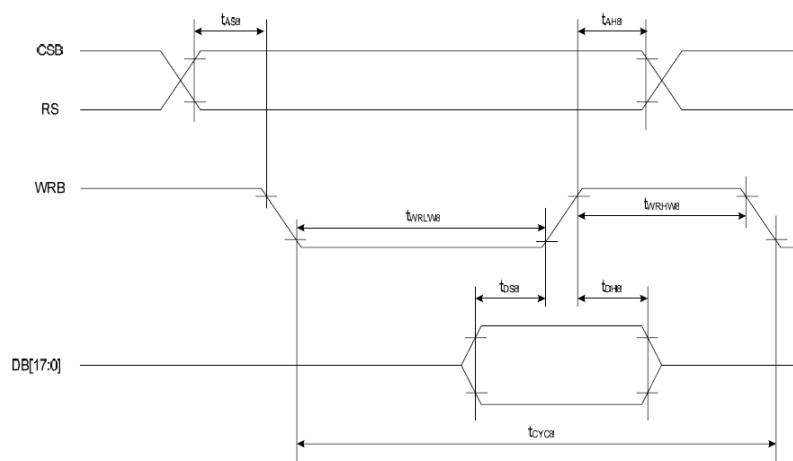 tAS8 tAH8
CSB
RS
WRB
tWRLW8 tWRHW8
tDS8 tDH8
DB[17:0]
tCYC8